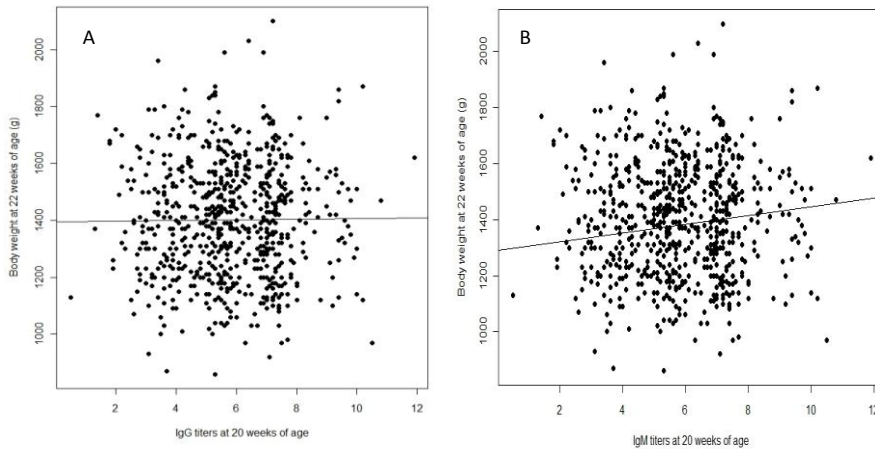 A
Body weight at 22 weeks of age (g)
2000
1800
1600
1400
1200
1000
2 4 6 8 10 12
IgG titers at 20 weeks of age
B
Body weight at 22 weeks of age (g)
2000
1800
1600
1400
1200
1000
2 4 6 8 10 12
IgM titers at 20 weeks of age